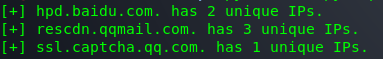 [+] hpd.baidu.com. has 2 unique IPs.
[+] rescdn.qqmail.com. has 3 unique IPs.
[+] ssl.captcha.qq.com. has 1 unique IPs.